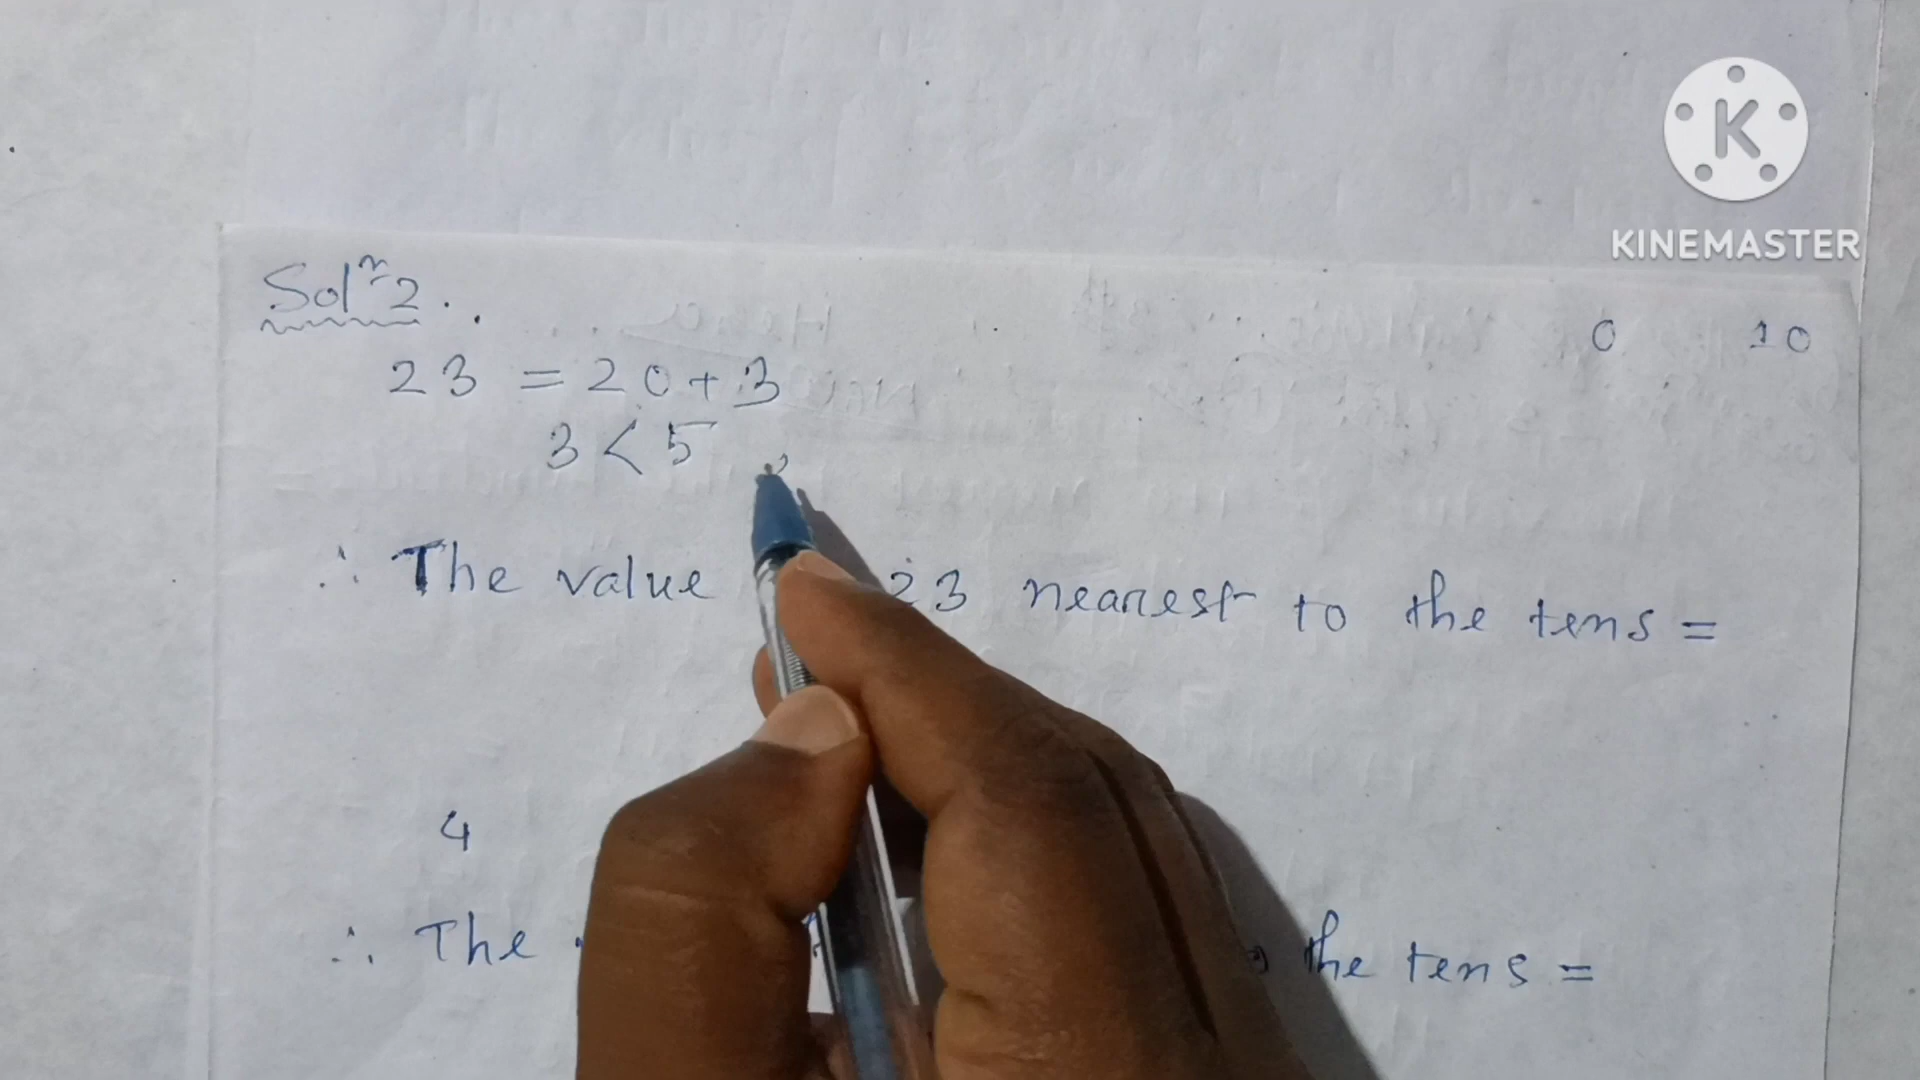 K
KINEMASTER
Solⁿ 2.
0 10
23 = 20 + 3
3 < 5 ,
∴ The value 23 nearest to the tens =
4
∴ The the tens =